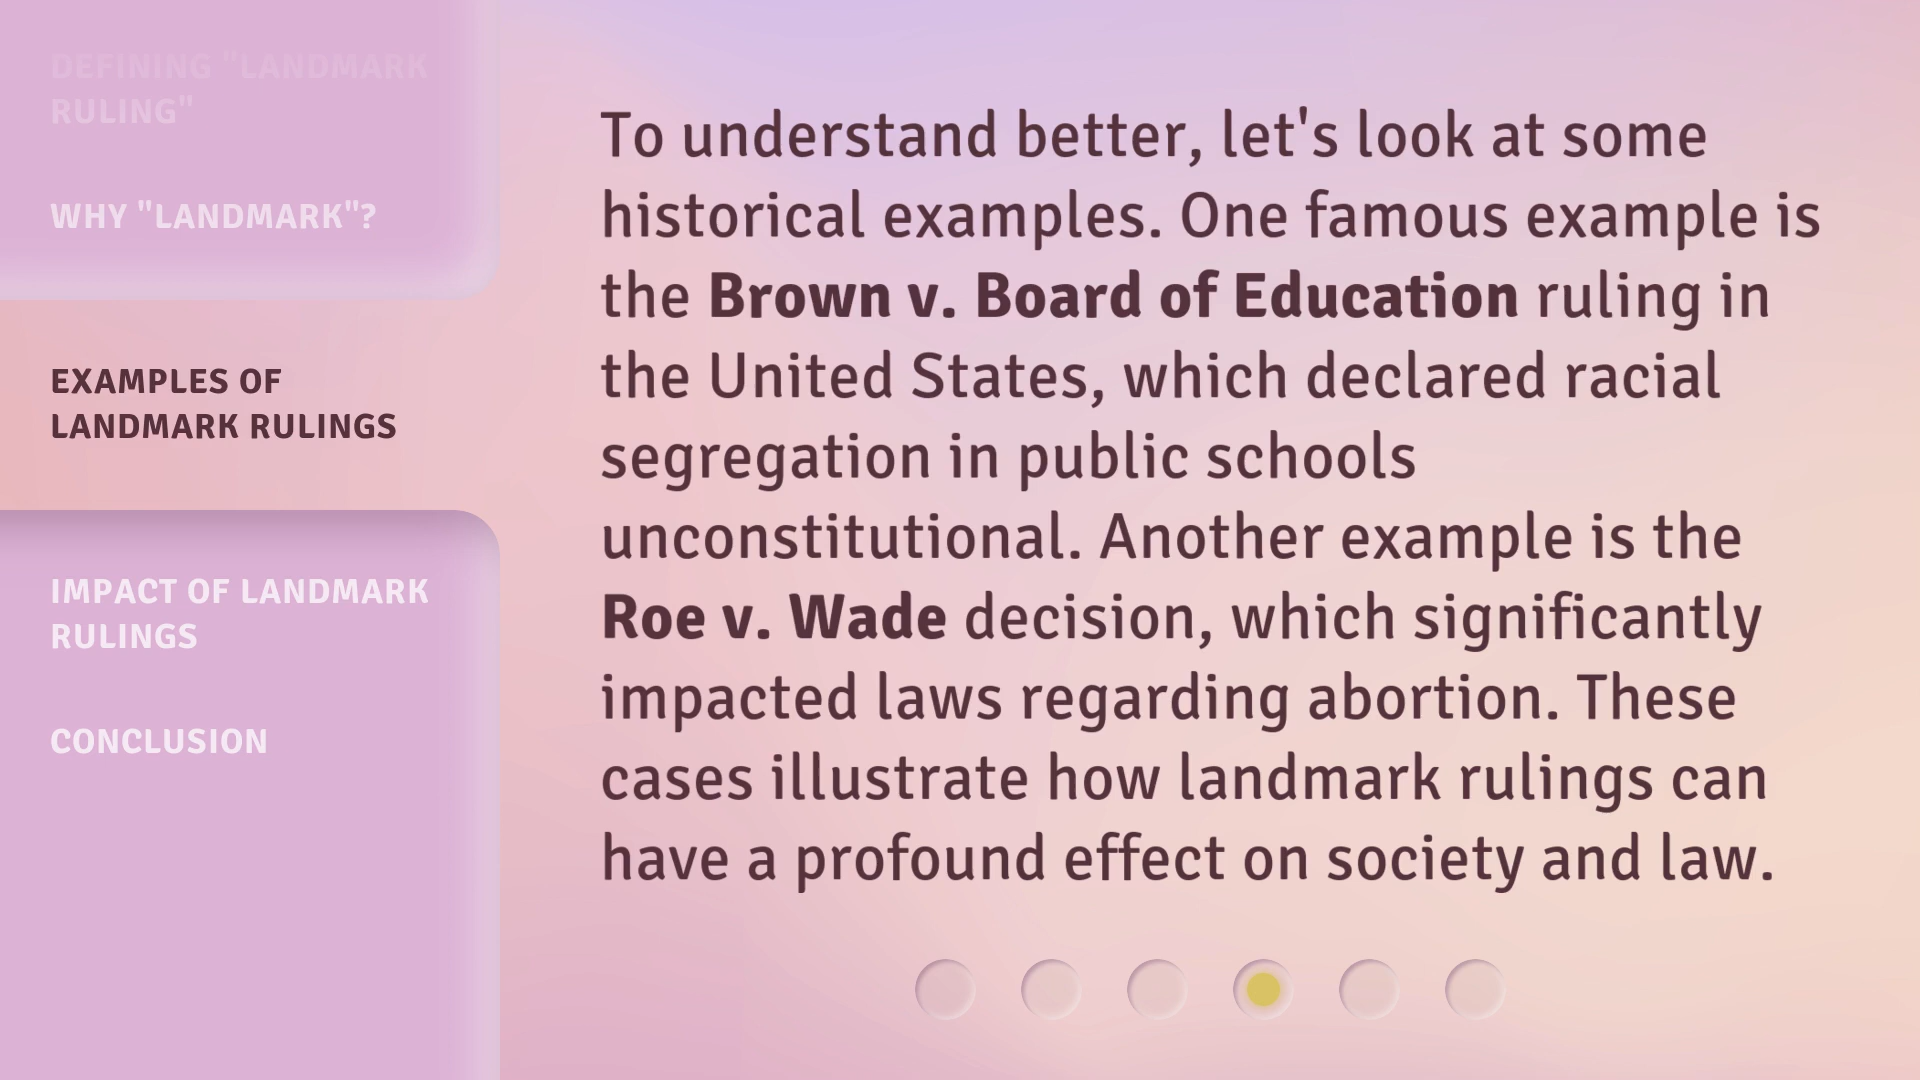 DEFINING "LANDMARK
RULING"
WHY "LANDMARK"?
EXAMPLES OF
LANDMARK RULINGS
IMPACT OF LANDMARK
RULINGS
CONCLUSION
To understand better, let's look at some
historical examples. One famous example is
the Brown v. Board of Education ruling in
the United States, which declared racial
segregation in public schools
unconstitutional. Another example is the
Roe v. Wade decision, which significantly
impacted laws regarding abortion. These
cases illustrate how landmark rulings can
have a profound effect on society and law.